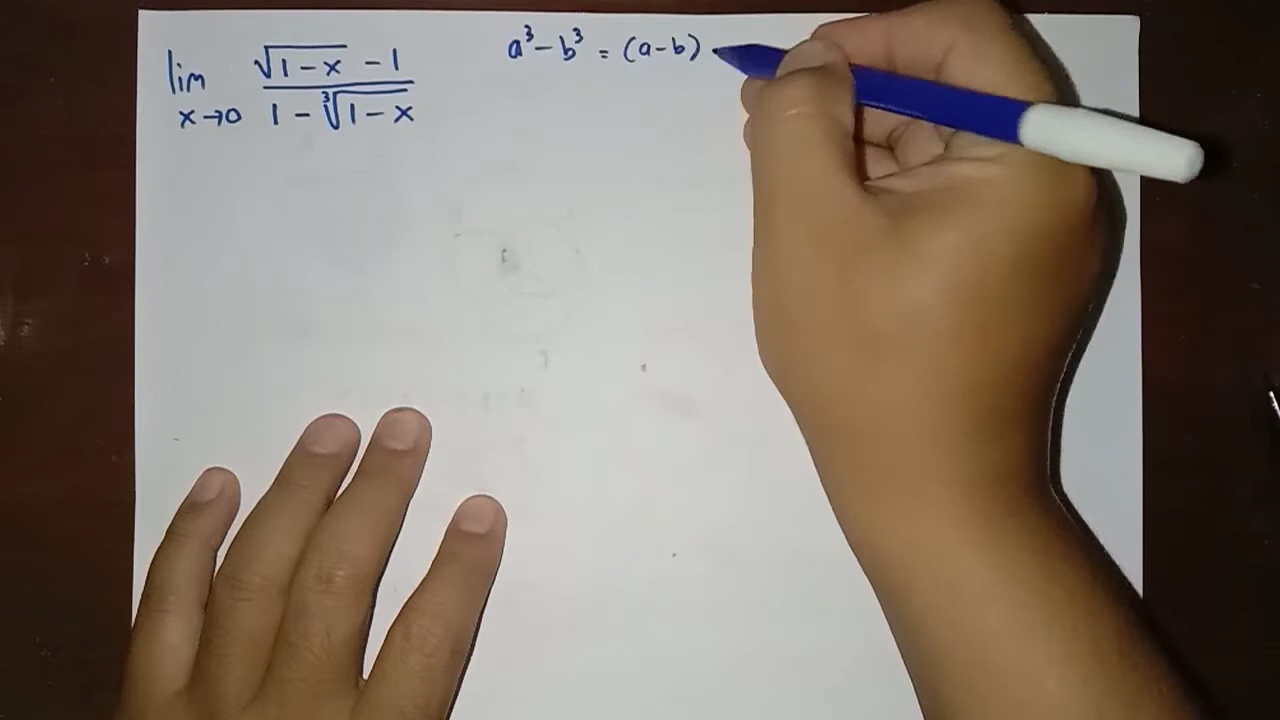 lim x→0 (√(1-x) - 1) / (1 - ∛(1-x))
a³ - b³ = (a-b)